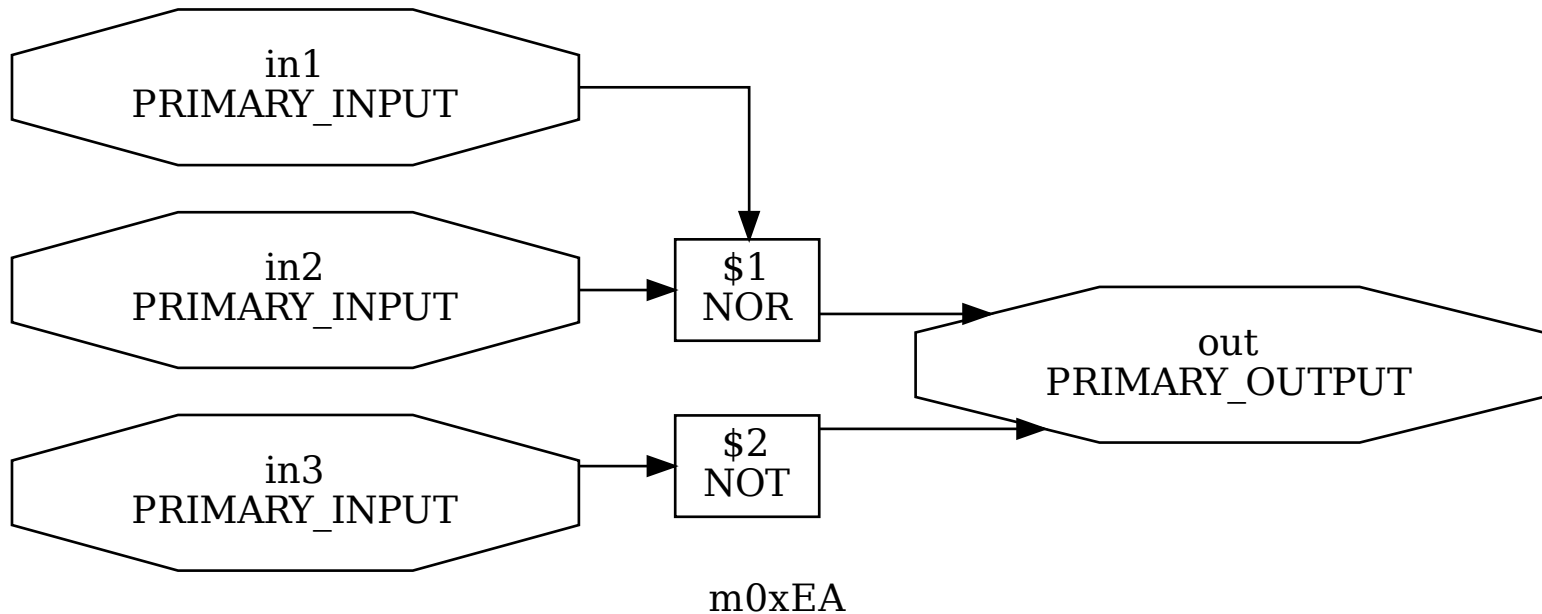 in1
PRIMARY_INPUT
in2
PRIMARY_INPUT
$1
NOR
out
PRIMARY_OUTPUT
in3
PRIMARY_INPUT
$2
NOT
m0xEA